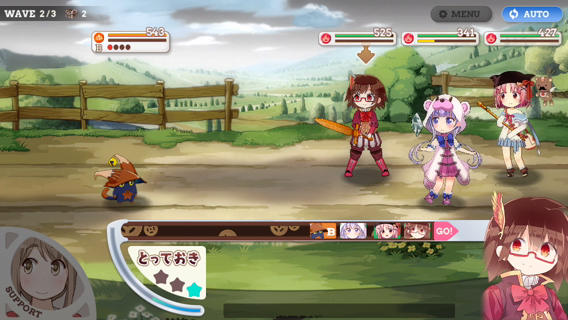 WAVE 2/3 2
MENU
AUTO
543
B
525
341
427
B
GO!
とっておき
SUPPORT